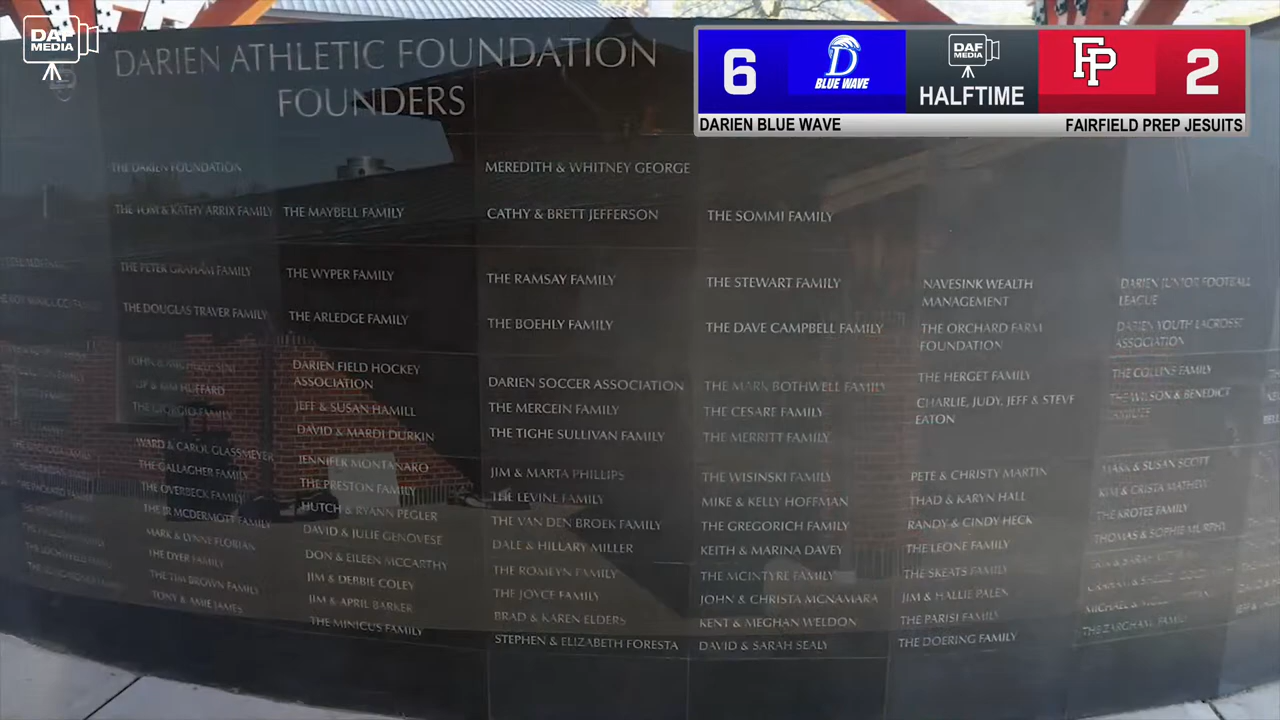 DAF
MEDIA
DARIEN ATHLETIC FOUNDATION
FOUNDERS
6
BLUE WAVE
DAF
MEDIA
HALFTIME
FP
2
DARIEN BLUE WAVE
FAIRFIELD PREP JESUITS
THE DARIEN FOUNDATION
MEREDITH & WHITNEY GEORGE
THE TOM & KATHY ARRIX FAMILY
THE MAYBELL FAMILY
CATHY & BRETT JEFFERSON
THE SOMMI FAMILY
THE PETER GRAHAM FAMILY
THE WYPER FAMILY
THE RAMSAY FAMILY
THE STEWART FAMILY
NAVESINK WEALTH
MANAGEMENT
DARIEN JUNIOR FOOTBALL
LEAGUE
THE DOUGLAS TRAVER FAMILY
THE ARLEDGE FAMILY
THE BOEHLY FAMILY
THE DAVE CAMPBELL FAMILY
THE ORCHARD FARM
FOUNDATION
DARIEN YOUTH LACROSSE
ASSOCIATION
DARIEN FIELD HOCKEY
ASSOCIATION
DARIEN SOCCER ASSOCIATION
THE MARK BOTHWELL FAMILY
THE HERGET FAMILY
THE COLLINS FAMILY
HUFFARD
JEFF & SUSAN HAMILL
THE MERCEIN FAMILY
THE CESARE FAMILY
CHARLIE, JUDY, JEFF & STEVE
EATON
THE WILSON & BENEDICT
DAVID & MARDI DURKIN
THE TIGHE SULLIVAN FAMILY
THE MERRITT FAMILY
WARD & CAROL GLASSMEYER
JENNIFER MONTANARO
JIM & MARTA PHILLIPS
THE WISINSKI FAMILY
PETE & CHRISTY MARTIN
MARK & SUSAN SCOTT
THE GALLAGHER FAMILY
THE PRESTON FAMILY
THE LEVINE FAMILY
MIKE & KELLY HOFFMAN
THAD & KARYN HALL
KIM & CRISTA MATHEW
THE OVERBECK FAMILY
HUTCH & RYANN PEGLER
THE VAN DEN BROEK FAMILY
THE GREGORICH FAMILY
RANDY & CINDY HECK
THE KROTEE FAMILY
THE JR MCDERMOTT FAMILY
DAVID & JULIE GENOVESE
DALE & HILLARY MILLER
KEITH & MARINA DAVEY
THE LEONE FAMILY
THOMAS & SOPHIE MURPHY
MARK & LYNNE FLORIAN
DON & EILEEN MCCARTHY
THE ROMEYN FAMILY
THE MCINTYRE FAMILY
THE SKEATS FAMILY
THE DYER FAMILY
JIM & DEBBIE COLEY
THE JOYCE FAMILY
JOHN & CHRISTA MCNAMARA
JIM & HALLIE PALEN
THE TIM BROWN FAMILY
JIM & APRIL BARKER
BRAD & KAREN ELDERS
KENT & MEGHAN WELDON
THE PARISI FAMILY
MICHAEL &
TONY & AMIE JAMES
THE MINICUS FAMILY
STEPHEN & ELIZABETH FORESTA
DAVID & SARAH SEALY
THE DOERING FAMILY
THE ZARGHAMI FAMILY